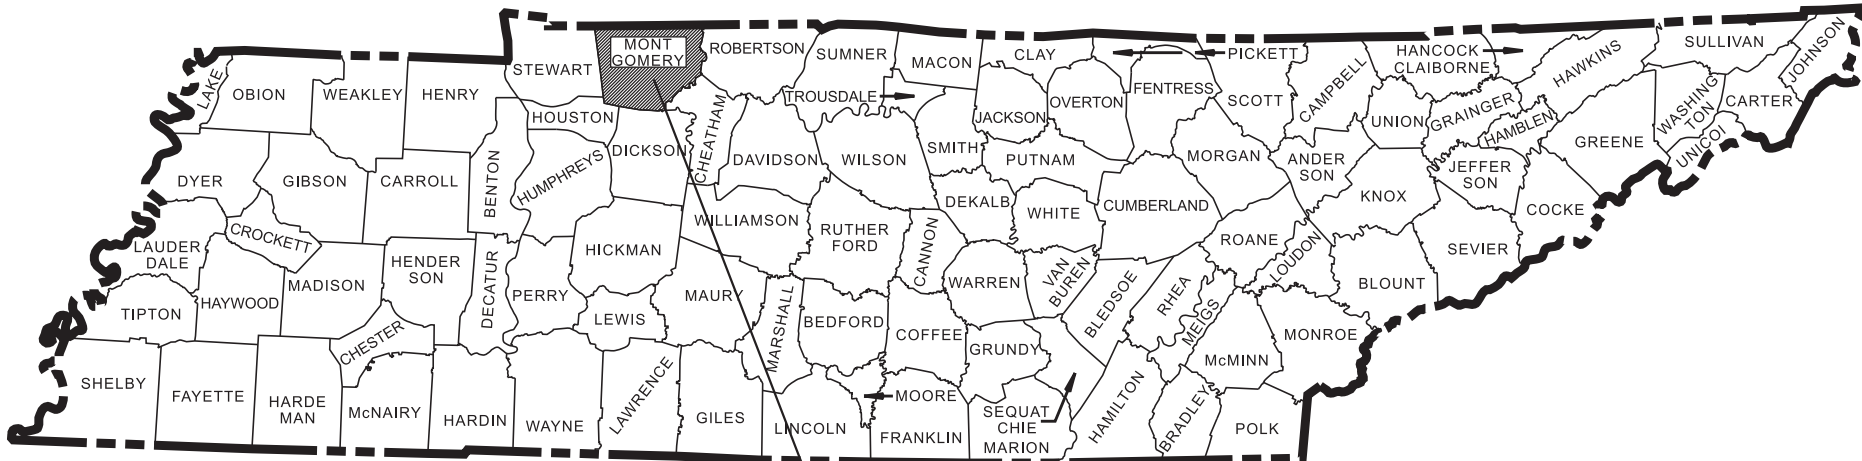 MONT
GOMERY
ROBERTSON
SUMNER
MACON
CLAY
PICKETT
HANCOCK
CLAIBORNE
HAWKINS
SULLIVAN
JOHNSON
STEWART
LAKE
OBION
WEAKLEY
HENRY
HOUSTON
CHEATHAM
TROUSDALE
JACKSON
OVERTON
FENTRESS
SCOTT
CAMPBELL
UNION
GRAINGER
HAMBLEN
WASHING
TON
CARTER
UNICOI
GREENE
DICKSON
DAVIDSON
WILSON
SMITH
PUTNAM
MORGAN
ANDER
SON
JEFFER
SON
DYER
GIBSON
CARROLL
BENTON
HUMPHREYS
KNOX
COCKE
CROCKETT
WILLIAMSON
RUTHER
FORD
CANNON
DEKALB
WHITE
CUMBERLAND
ROANE
LOUDON
SEVIER
LAUDER
DALE
HICKMAN
HENDER
SON
DECATUR
PERRY
HAYWOOD
MADISON
MAURY
MARSHALL
WARREN
VAN
BUREN
BLEDSOE
RHEA
MEIGS
BLOUNT
TIPTON
LEWIS
BEDFORD
COFFEE
GRUNDY
McMINN
MONROE
CHESTER
SHELBY
FAYETTE
HARDE
MAN
McNAIRY
HARDIN
WAYNE
LAWRENCE
GILES
LINCOLN
MOORE
FRANKLIN
SEQUAT
CHIE
MARION
HAMILTON
BRADLEY
POLK